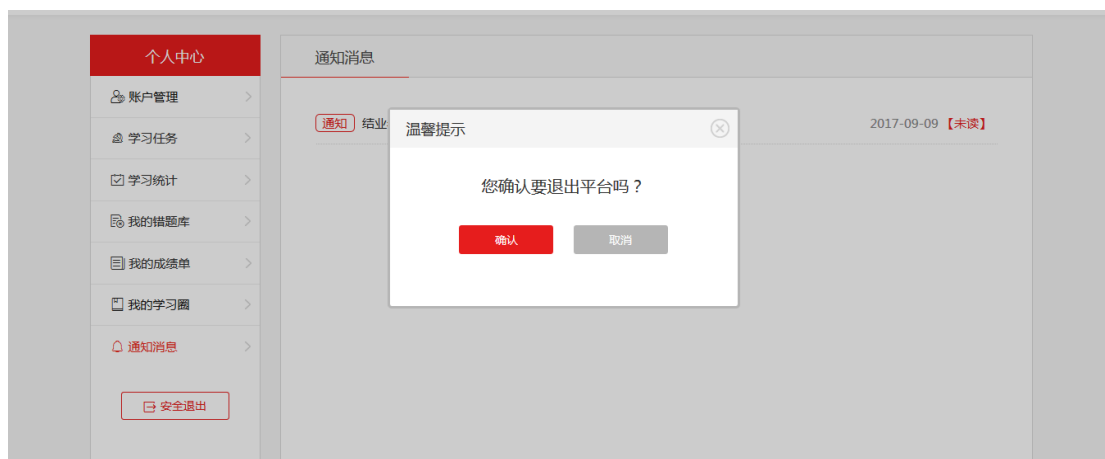 个人中心
账户管理
学习任务
学习统计
我的错题库
我的成绩单
我的学习圈
通知消息
安全退出
通知消息
通知 结业
2017-09-09【未读】
温馨提示
您确认要退出平台吗？
确认
取消